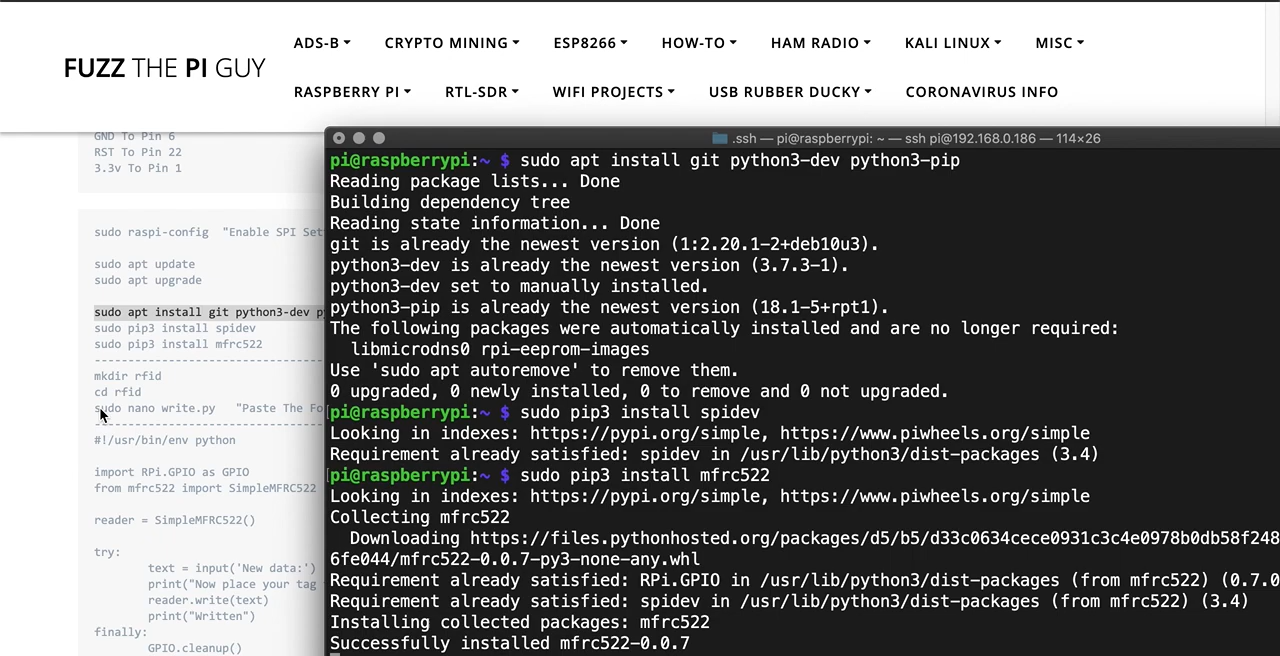 FUZZ THE PI GUY
ADS-B CRYPTO MINING ESP8266 HOW-TO HAM RADIO KALI LINUX MISC
RASPBERRY PI RTL-SDR WIFI PROJECTS USB RUBBER DUCKY CORONAVIRUS INFO
GND To Pin 6
RST To Pin 22
3.3v To Pin 1
sudo raspi-config "Enable SPI Set
sudo apt update
sudo apt upgrade
sudo apt install git python3-dev p
sudo pip3 install spidev
sudo pip3 install mfrc522
----------------------------------
mkdir rfid
cd rfid
sudo nano write.py "Paste The Fo
----------------------------------
#!/usr/bin/env python
import RPi.GPIO as GPIO
from mfrc522 import SimpleMFRC522
reader = SimpleMFRC522()
try:
text = input('New data:')
print("Now place your tag
reader.write(text)
print("Written")
finally:
GPIO.cleanup()
.ssh — pi@raspberrypi: ~ — ssh pi@192.168.0.186 — 114×26
pi@raspberrypi:~ $ sudo apt install git python3-dev python3-pip
Reading package lists... Done
Building dependency tree
Reading state information... Done
git is already the newest version (1:2.20.1-2+deb10u3).
python3-dev is already the newest version (3.7.3-1).
python3-dev set to manually installed.
python3-pip is already the newest version (18.1-5+rpt1).
The following packages were automatically installed and are no longer required:
libmicrodns0 rpi-eeprom-images
Use 'sudo apt autoremove' to remove them.
0 upgraded, 0 newly installed, 0 to remove and 0 not upgraded.
pi@raspberrypi:~ $ sudo pip3 install spidev
Looking in indexes: https://pypi.org/simple, https://www.piwheels.org/simple
Requirement already satisfied: spidev in /usr/lib/python3/dist-packages (3.4)
pi@raspberrypi:~ $ sudo pip3 install mfrc522
Looking in indexes: https://pypi.org/simple, https://www.piwheels.org/simple
Collecting mfrc522
Downloading https://files.pythonhosted.org/packages/d5/b5/d33c0634cece0931c3c4e0978b0db58f248
6fe044/mfrc522-0.0.7-py3-none-any.whl
Requirement already satisfied: RPi.GPIO in /usr/lib/python3/dist-packages (from mfrc522) (0.7.0
Requirement already satisfied: spidev in /usr/lib/python3/dist-packages (from mfrc522) (3.4)
Installing collected packages: mfrc522
Successfully installed mfrc522-0.0.7